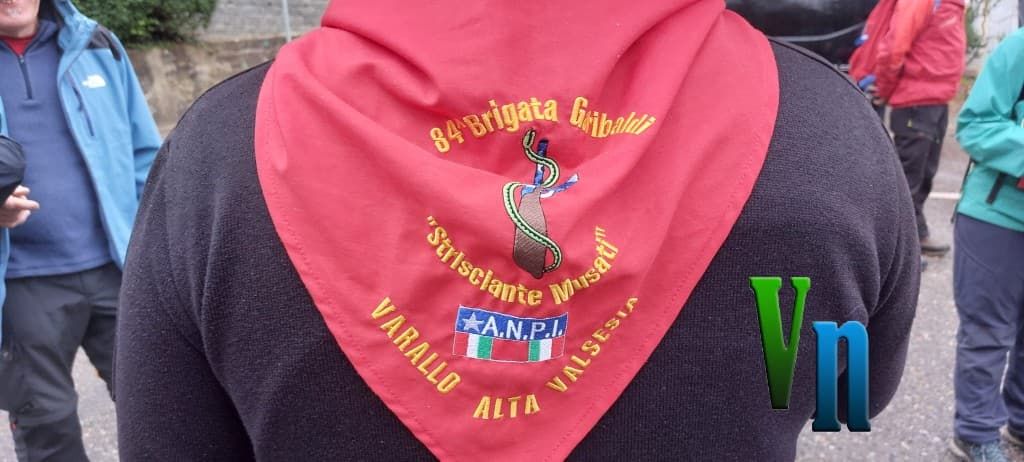 84ª Brigata Garibaldi
"Strisciante Musati"
A.N.P.I.
VARALLO ALTA VALSESIA
Vn